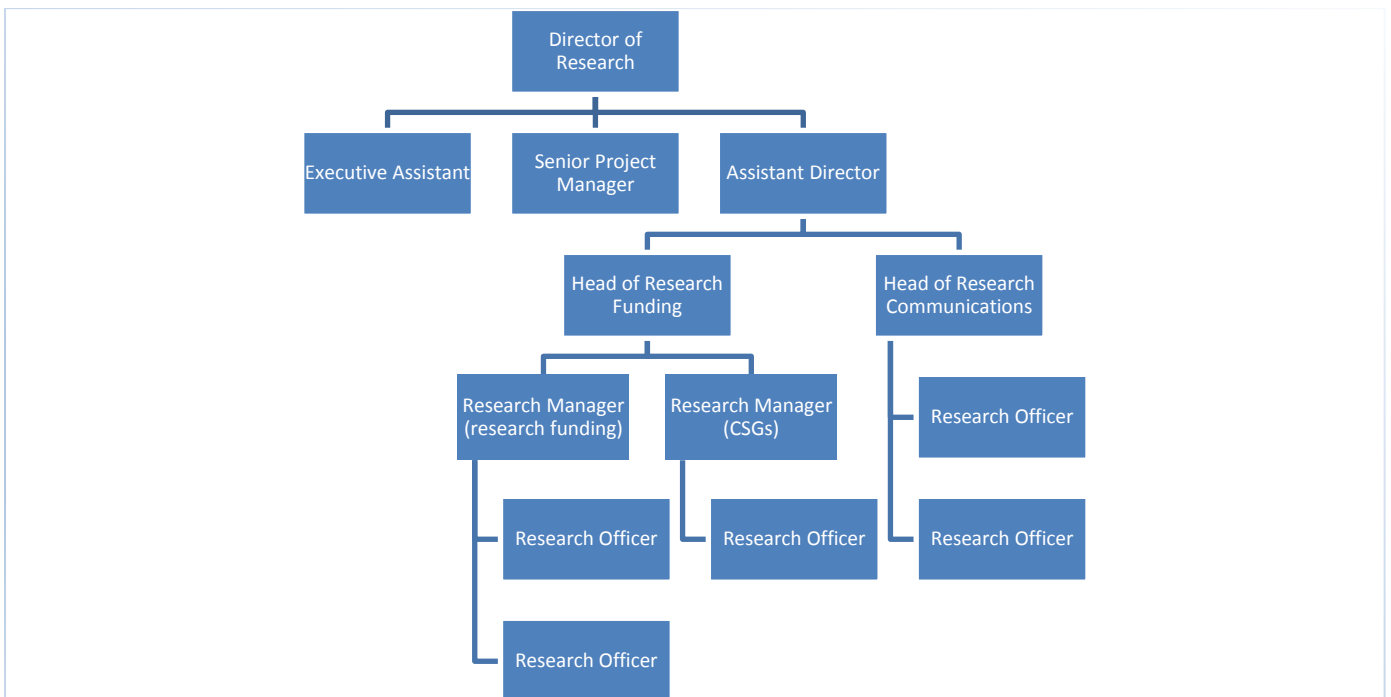 Director of
Research
Executive Assistant
Senior Project
Manager
Assistant Director
Head of Research
Funding
Head of Research
Communications
Research Manager
(research funding)
Research Manager
(CSGs)
Research Officer
Research Officer
Research Officer
Research Officer
Research Officer